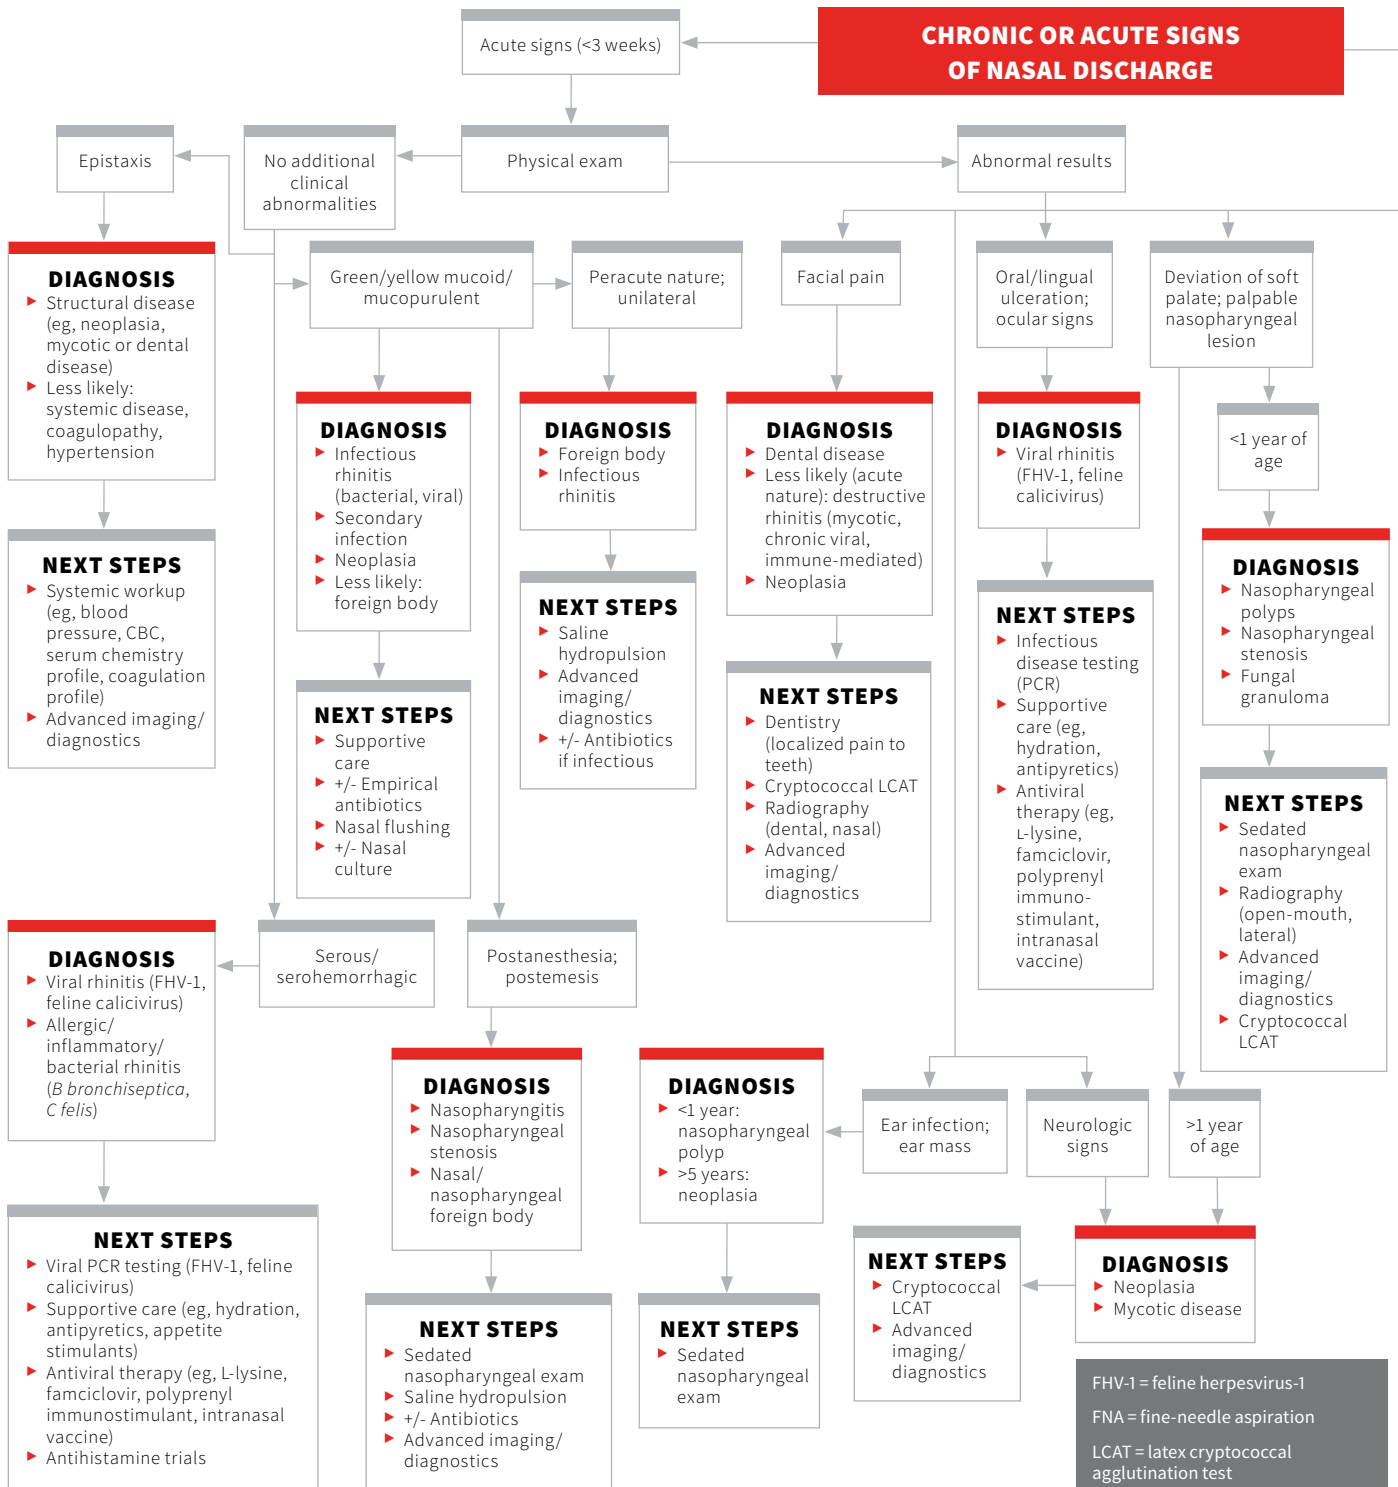 CHRONIC OR ACUTE SIGNS
OF NASAL DISCHARGE
Acute signs (<3 weeks)
Physical exam
Epistaxis
No additional
clinical
abnormalities
Abnormal results
DIAGNOSIS
Structural disease
(eg, neoplasia,
mycotic or dental
disease)
Less likely:
systemic disease,
coagulopathy,
hypertension
NEXT STEPS
Systemic workup
(eg, blood
pressure, CBC,
serum chemistry
profile, coagulation
profile)
Advanced imaging/
diagnostics
Green/yellow mucoid/
mucopurulent
DIAGNOSIS
Infectious
rhinitis
(bacterial, viral)
Secondary
infection
Neoplasia
Less likely:
foreign body
NEXT STEPS
Supportive
care
+/- Empirical
antibiotics
Nasal flushing
+/- Nasal
culture
Peracute nature;
unilateral
DIAGNOSIS
Foreign body
Infectious
rhinitis
NEXT STEPS
Saline
hydropulsion
Advanced
imaging/
diagnostics
+/- Antibiotics
if infectious
Facial pain
DIAGNOSIS
Dental disease
Less likely (acute
nature): destructive
rhinitis (mycotic,
chronic viral,
immune-mediated)
Neoplasia
NEXT STEPS
Dentistry
(localized pain to
teeth)
Cryptococcal LCAT
Radiography
(dental, nasal)
Advanced
imaging/
diagnostics
Oral/lingual
ulceration;
ocular signs
DIAGNOSIS
Viral rhinitis
(FHV-1, feline
calicivirus)
NEXT STEPS
Infectious
disease testing
(PCR)
Supportive
care (eg,
hydration,
antipyretics)
Antiviral
therapy (eg,
L-lysine,
famciclovir,
polyprenyl
immuno-
stimulant,
intranasal
vaccine)
Deviation of soft
palate; palpable
nasopharyngeal
lesion
<1 year of
age
DIAGNOSIS
Nasopharyngeal
polyps
Nasopharyngeal
stenosis
Fungal
granuloma
NEXT STEPS
Sedated
nasopharyngeal
exam
Radiography
(open-mouth,
lateral)
Advanced
imaging/
diagnostics
Cryptococcal
LCAT
Serous/
serohemorrhagic
DIAGNOSIS
Viral rhinitis (FHV-1,
feline calicivirus)
Allergic/
inflammatory/
bacterial rhinitis
(B bronchiseptica,
C felis)
NEXT STEPS
Viral PCR testing (FHV-1, feline
calicivirus)
Supportive care (eg, hydration,
antipyretics, appetite
stimulants)
Antiviral therapy (eg, L-lysine,
famciclovir, polyprenyl
immunostimulant, intranasal
vaccine)
Antihistamine trials
Postanesthesia;
postemesis
DIAGNOSIS
Nasopharyngitis
Nasopharyngeal
stenosis
Nasal/
nasopharyngeal
foreign body
NEXT STEPS
Sedated
nasopharyngeal exam
Saline hydropulsion
+/- Antibiotics
Advanced imaging/
diagnostics
Ear infection;
ear mass
DIAGNOSIS
<1 year:
nasopharyngeal
polyp
>5 years:
neoplasia
NEXT STEPS
Sedated
nasopharyngeal
exam
Neurologic
signs
>1 year
of age
DIAGNOSIS
Neoplasia
Mycotic disease
NEXT STEPS
Cryptococcal
LCAT
Advanced
imaging/
diagnostics
FHV-1 = feline herpesvirus-1
FNA = fine-needle aspiration
LCAT = latex cryptococcal
agglutination test